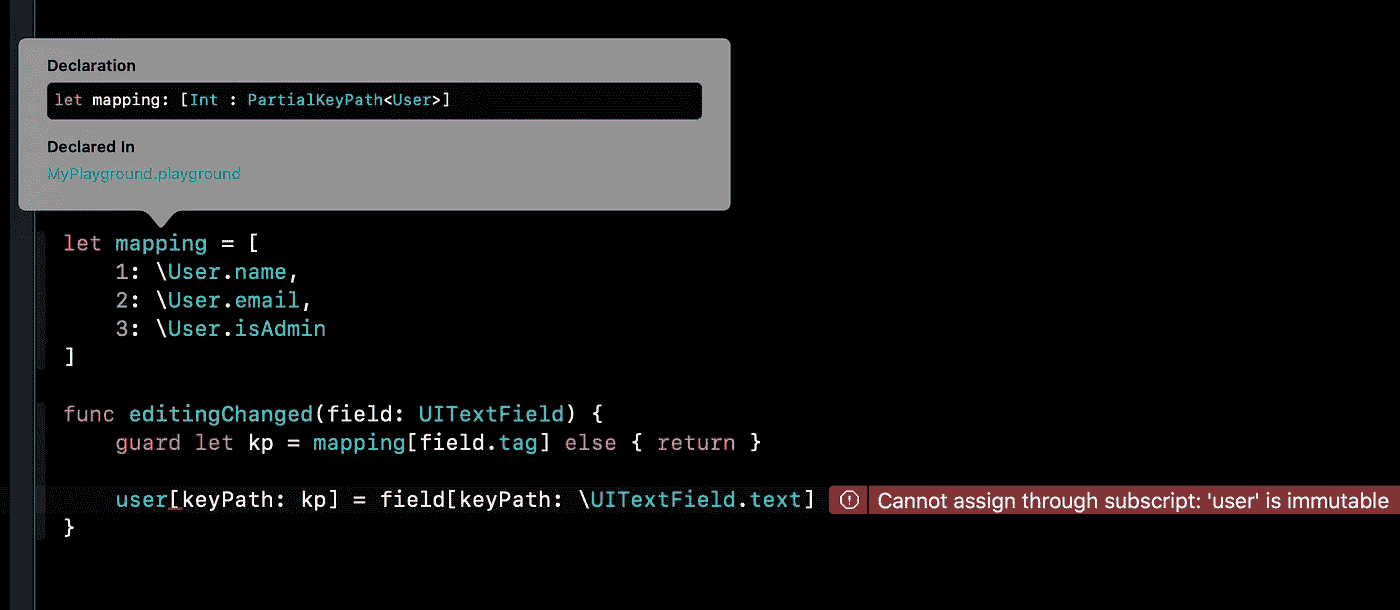 Declaration
let mapping: [Int : PartialKeyPath<User>]
Declared In
MyPlayground.playground
let mapping = [
    1: \User.name,
    2: \User.email,
    3: \User.isAdmin
]
func editingChanged(field: UITextField) {
    guard let kp = mapping[field.tag] else { return }
    user[keyPath: kp] = field[keyPath: \UITextField.text] Cannot assign through subscript: 'user' is immutable
}